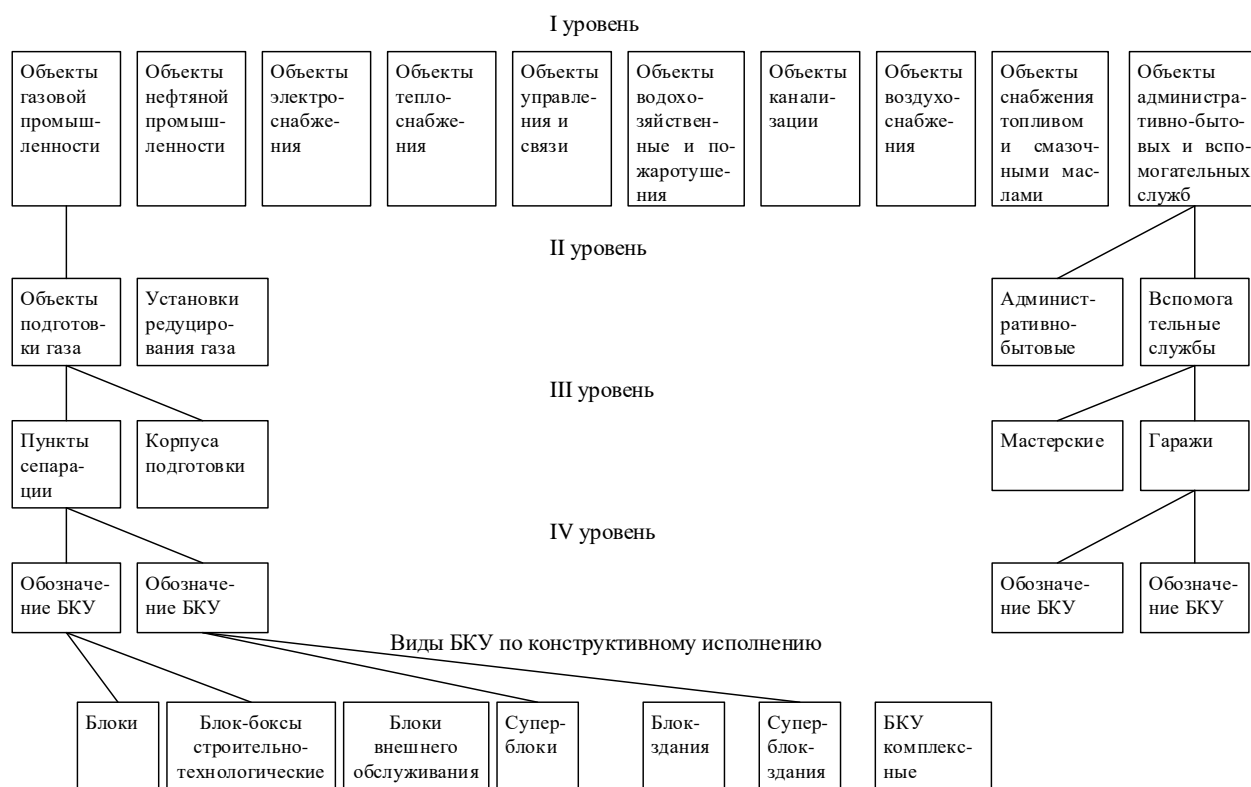 I уровень
Объекты
газовой
промыш-
ленности
Объекты
нефтяной
промыш-
ленности
Объекты
электро-
снабже-
ния
Объекты
тепло-
снабже-
ния
Объекты
управле-
ния и
связи
Объекты
водохо-
зяйствен-
ные и по-
жаротуше-
ния
Объекты
канали-
зации
Объекты
воздухо-
снабже-
ния
Объекты
снабжения
топливом
и смазоч-
ными мас-
лами
Объекты
администра-
тивно-быто-
вых и вспо-
могательных
служб
II уровень
Объекты
подготов-
ки газа
Установки
редуциро-
вания газа
Админист-
ративно-
бытовые
Вспомога
тельные
службы
III уровень
Пункты
сепара-
ции
Корпуса
подготовки
Мастерские
Гаражи
IV уровень
Обозначе-
ние БКУ
Обозначе-
ние БКУ
Обозначе-
ние БКУ
Обозначе-
ние БКУ
Виды БКУ по конструктивному исполнению
Блоки
Блок-боксы
строительно-
технологические
Блоки
внешнего
обслуживания
Супер-
блоки
Блок-
здания
Супер-
блок-
здания
БКУ
комплекс-
ные